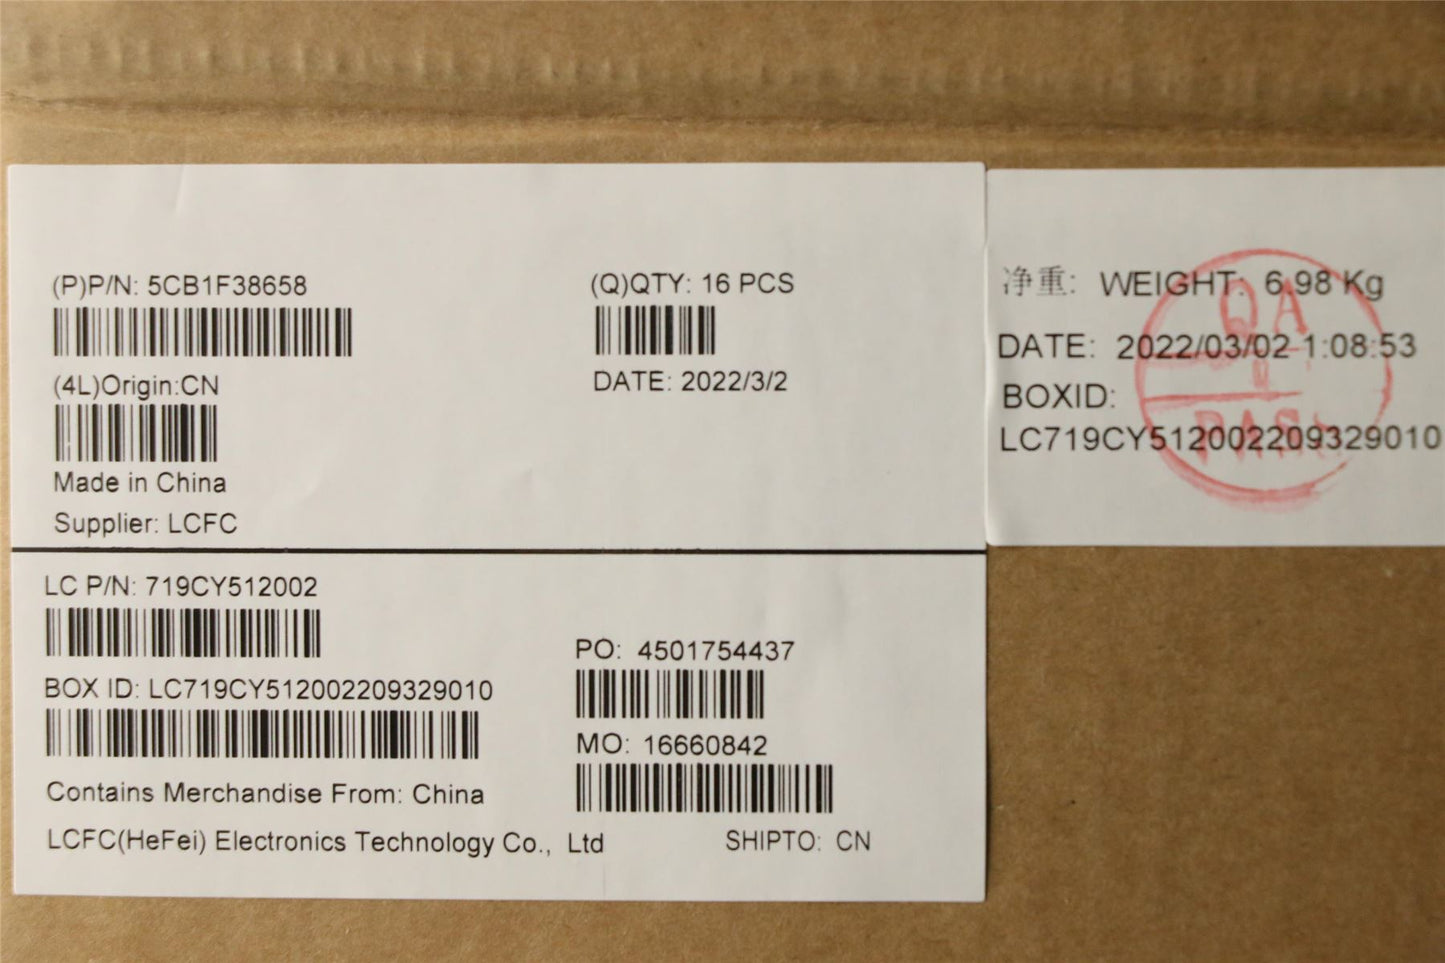 (P)P/N: 5CB1F38658
(Q)QTY: 16 PCS
(4L)Origin:CN
DATE: 2022/3/2
Made in China
Supplier: LCFC
LC P/N: 719CY512002
BOX ID: LC719CY512002209329010
PO: 4501754437
MO: 16660842
Contains Merchandise From: China
LCFC(HeFei) Electronics Technology Co., Ltd
SHIPTO: CN
净重: WEIGHT: 6.98 Kg
DATE: 2022/03/02 1:08:53
BOXID:
LC719CY512002209329010
QA
PASS